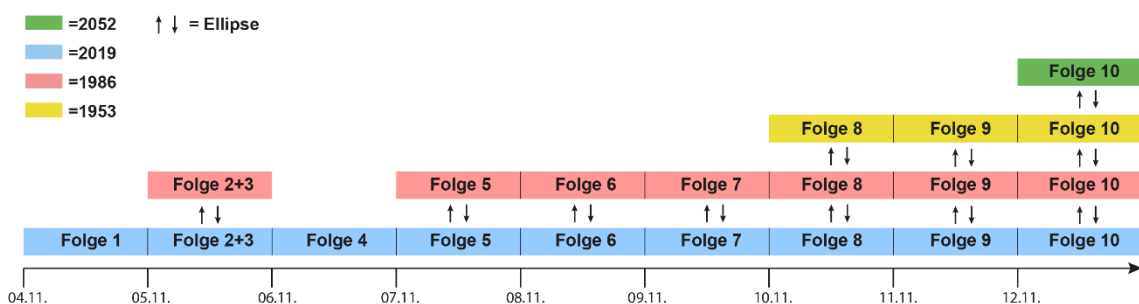 =2052 ↑ ↓ = Ellipse
=2019
=1986
=1953
Folge 10
Folge 8 Folge 9 Folge 10
Folge 2+3 Folge 5 Folge 6 Folge 7 Folge 8 Folge 9 Folge 10
Folge 1 Folge 2+3 Folge 4 Folge 5 Folge 6 Folge 7 Folge 8 Folge 9 Folge 10
04.11. 05.11. 06.11. 07.11. 08.11. 09.11. 10.11. 11.11. 12.11.